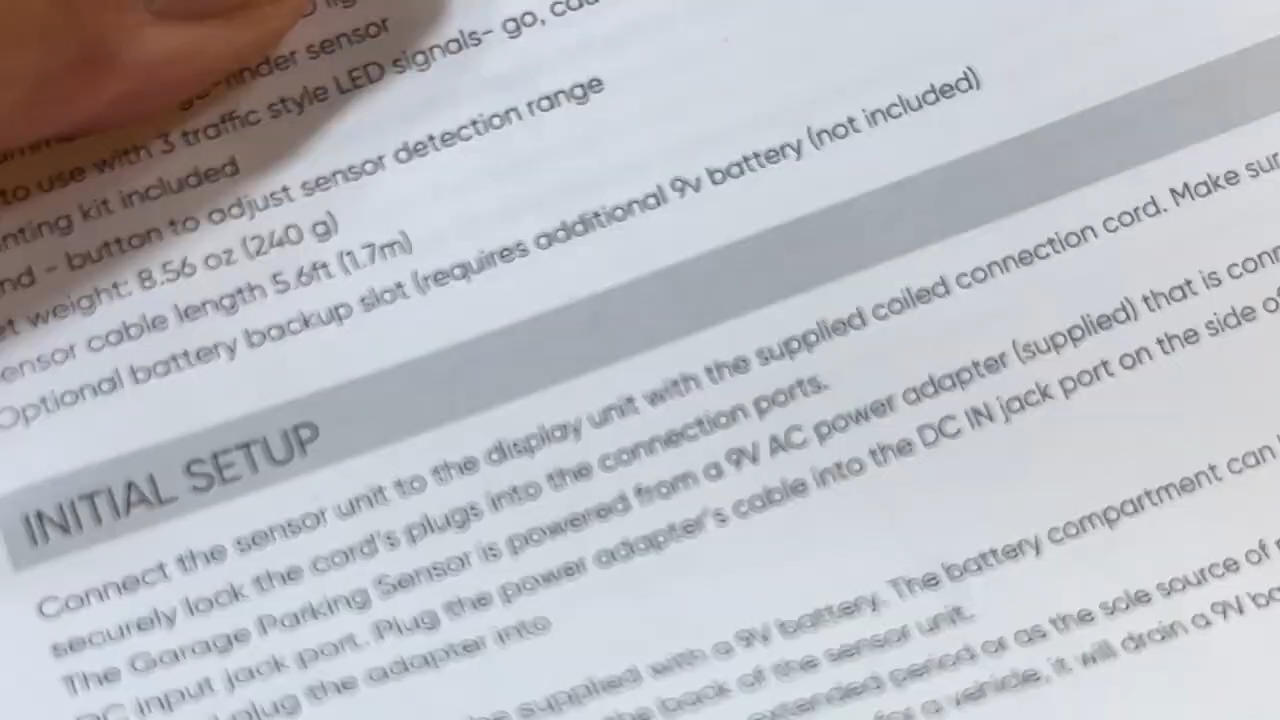 sensor
to use with 3 traffic style LED signals- go,
kit included
- button to adjust sensor detection range
weight: 8.56 oz (240 g)
cable length 5.6ft (1.7m)
Optional battery backup slot (requires additional 9v battery (not included)
INITIAL SETUP
Connect the sensor unit to the display unit with the supplied coiled connection cord. Make
securely lock the cord's plugs into the connection ports.
The Garage Parking Sensor is powered from a 9V AC power adapter (supplied) that is
DC input jack port. Plug the power adapter's cable into the DC IN jack port on the side of
plug the adapter into
supplied with a 9V battery. The battery compartment can
the back of the sensor unit.
extended period or as the sole source of
for a vehicle, it will drain a 9V